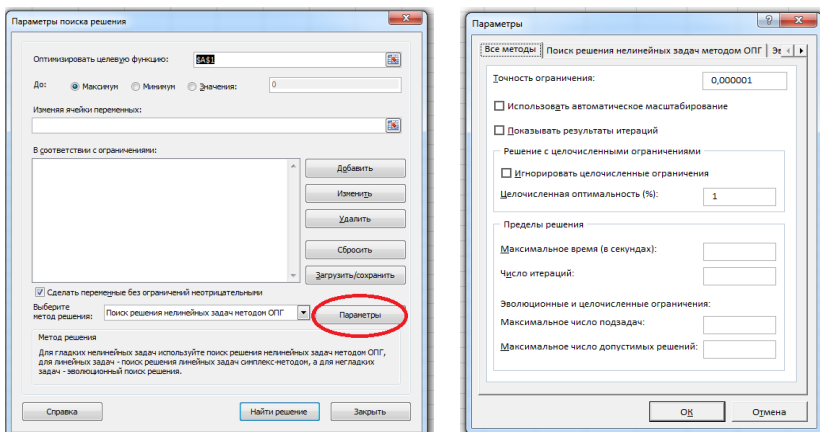 Параметры поиска решения
Оптимизировать целевую функцию:
$A$1
До:
Максимум
Минимум
Значения:
0
Изменяя ячейки переменных:
В соответствии с ограничениями:
Добавить
Изменить
Удалить
Сбросить
Загрузить/сохранить
Сделать переменные без ограничений неотрицательными
Выберите
метод решения:
Поиск решения нелинейных задач методом ОПГ
Параметры
Метод решения
Для гладких нелинейных задач используйте поиск решения нелинейных задач методом ОПГ,
для линейных задач - поиск решения линейных задач симплекс-методом, а для негладких
задач - эволюционный поиск решения.
Справка
Найти решение
Закрыть
Параметры
Все методы
Поиск решения нелинейных задач методом ОПГ
Эв
Точность ограничения:
0,000001
Использовать автоматическое масштабирование
Показывать результаты итераций
Решение с целочисленными ограничениями
Игнорировать целочисленные ограничения
Целочисленная оптимальность (%):
1
Пределы решения
Максимальное время (в секундах):
Число итераций:
Эволюционные и целочисленные ограничения:
Максимальное число подзадач:
Максимальное число допустимых решений:
ОК
Отмена